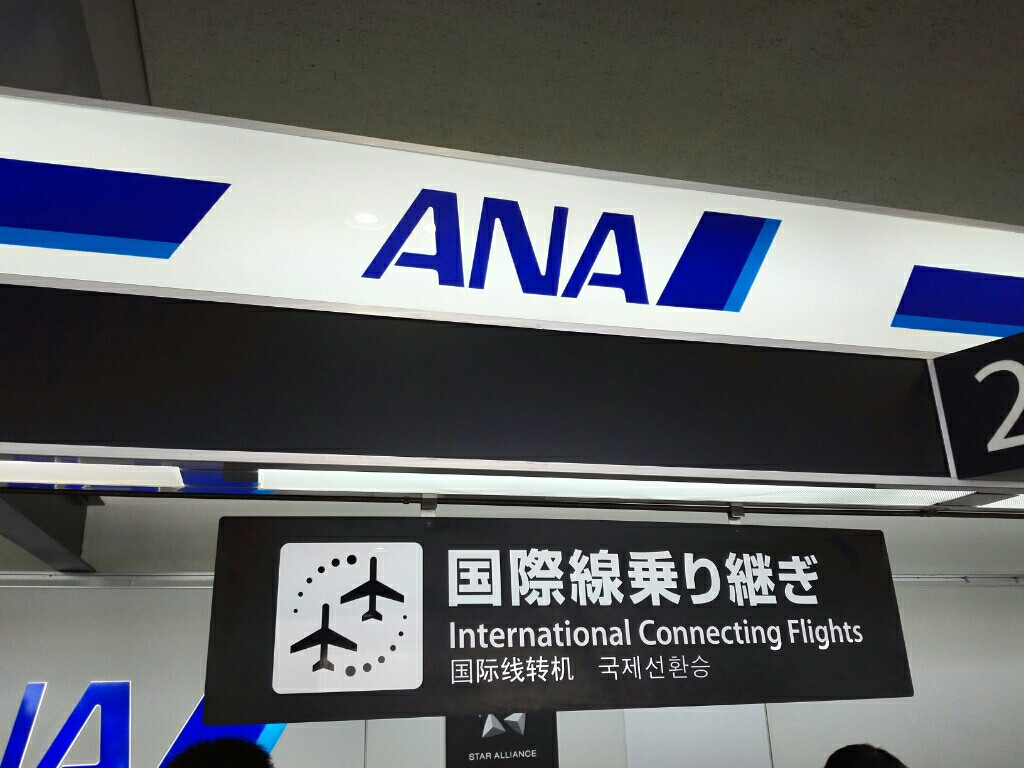 ANA
2
国際線乗り継ぎ
International Connecting Flights
国际线转机 국제선환승
NA
STAR ALLIANCE